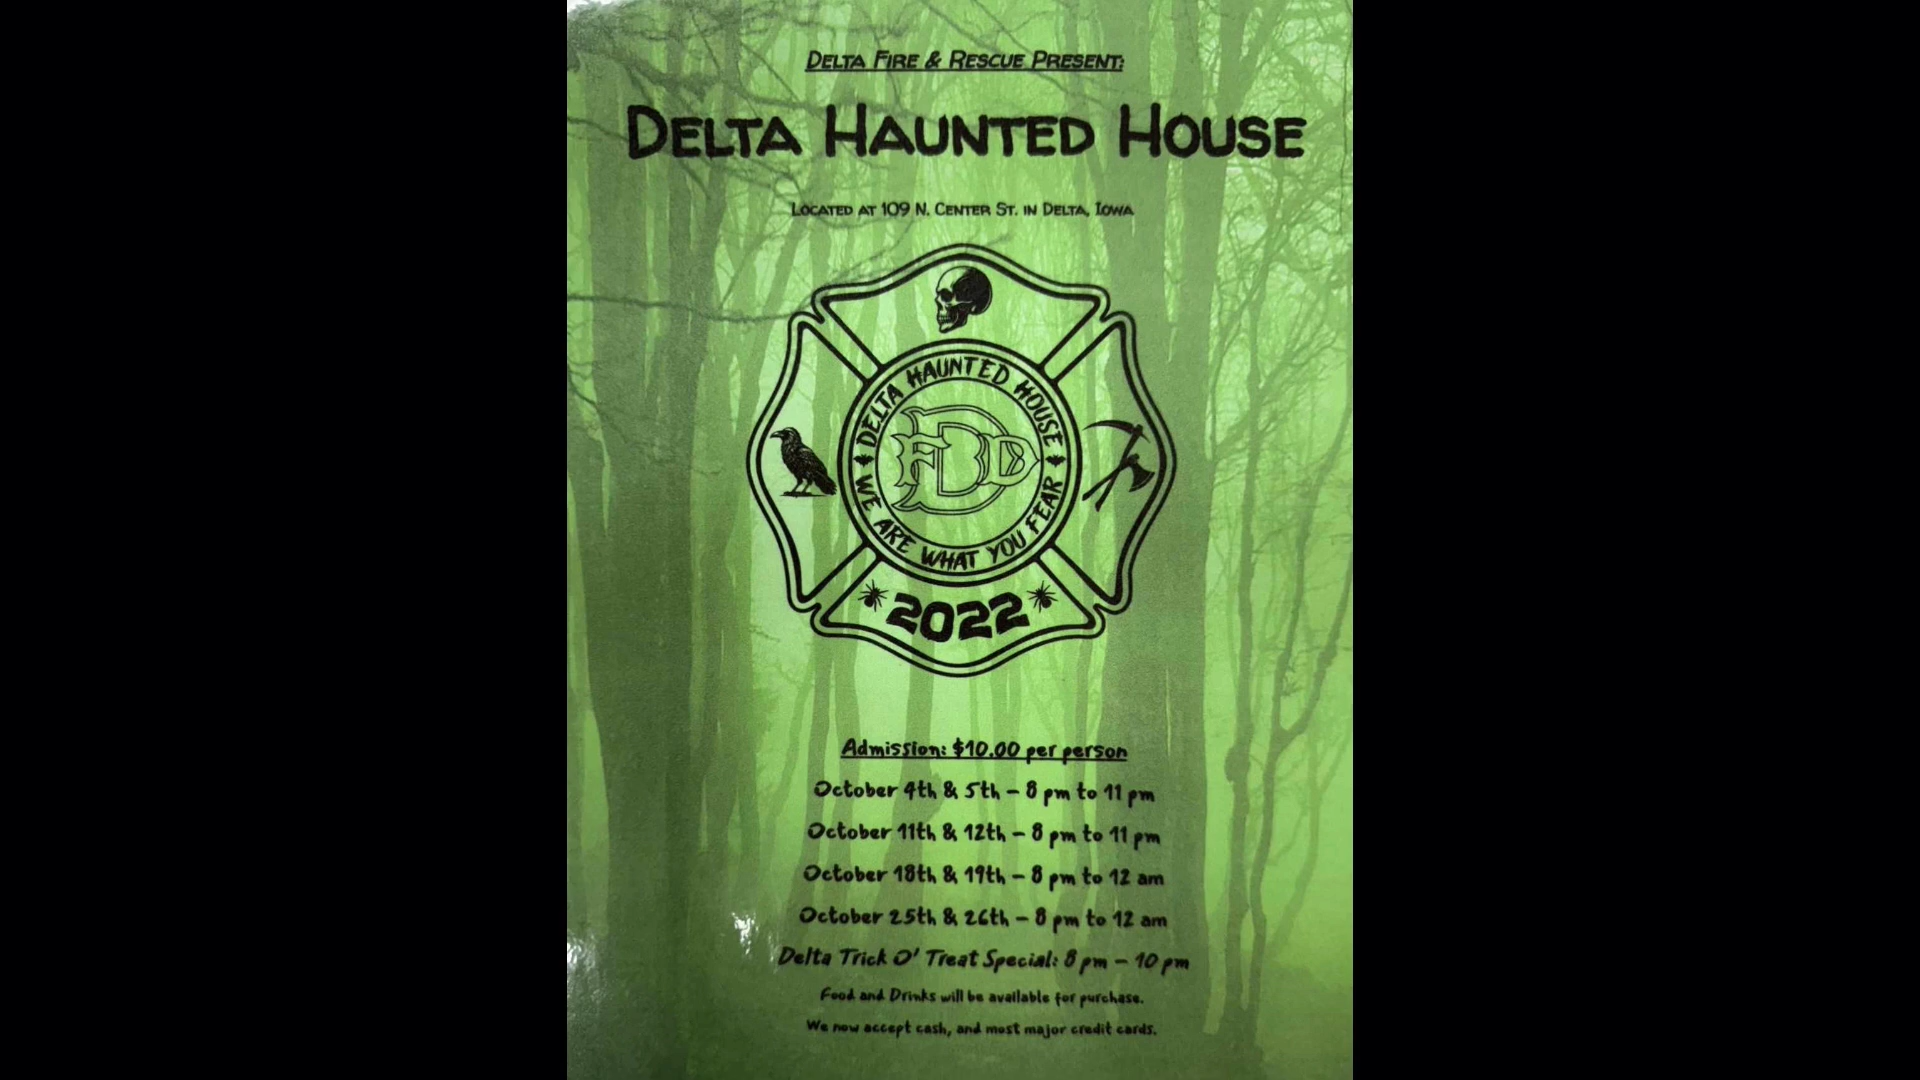 DELTA FIRE & RESCUE PRESENT:
DELTA HAUNTED HOUSE
LOCATED AT 109 N. CENTER ST. IN DELTA, IOWA
DELTA HAUNTED HOUSE
DFD
WE ARE WHAT YOU FEAR
2022
Admission: $10.00 per person
October 4th & 5th – 8 pm to 11 pm
October 11th & 12th – 8 pm to 11 pm
October 18th & 19th – 8 pm to 12 am
October 25th & 26th – 8 pm to 12 am
Delta Trick O' Treat Special: 8 pm – 10 pm
Food and Drinks will be available for purchase.
We now accept cash, and most major credit cards.